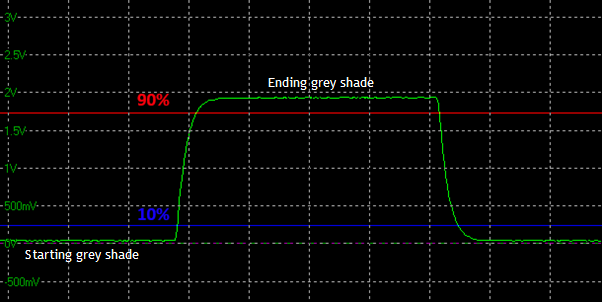 3V
2.5V
2V
Ending grey shade
90%
1.5V
1V
500mV
10%
0V
Starting grey shade
-500mV